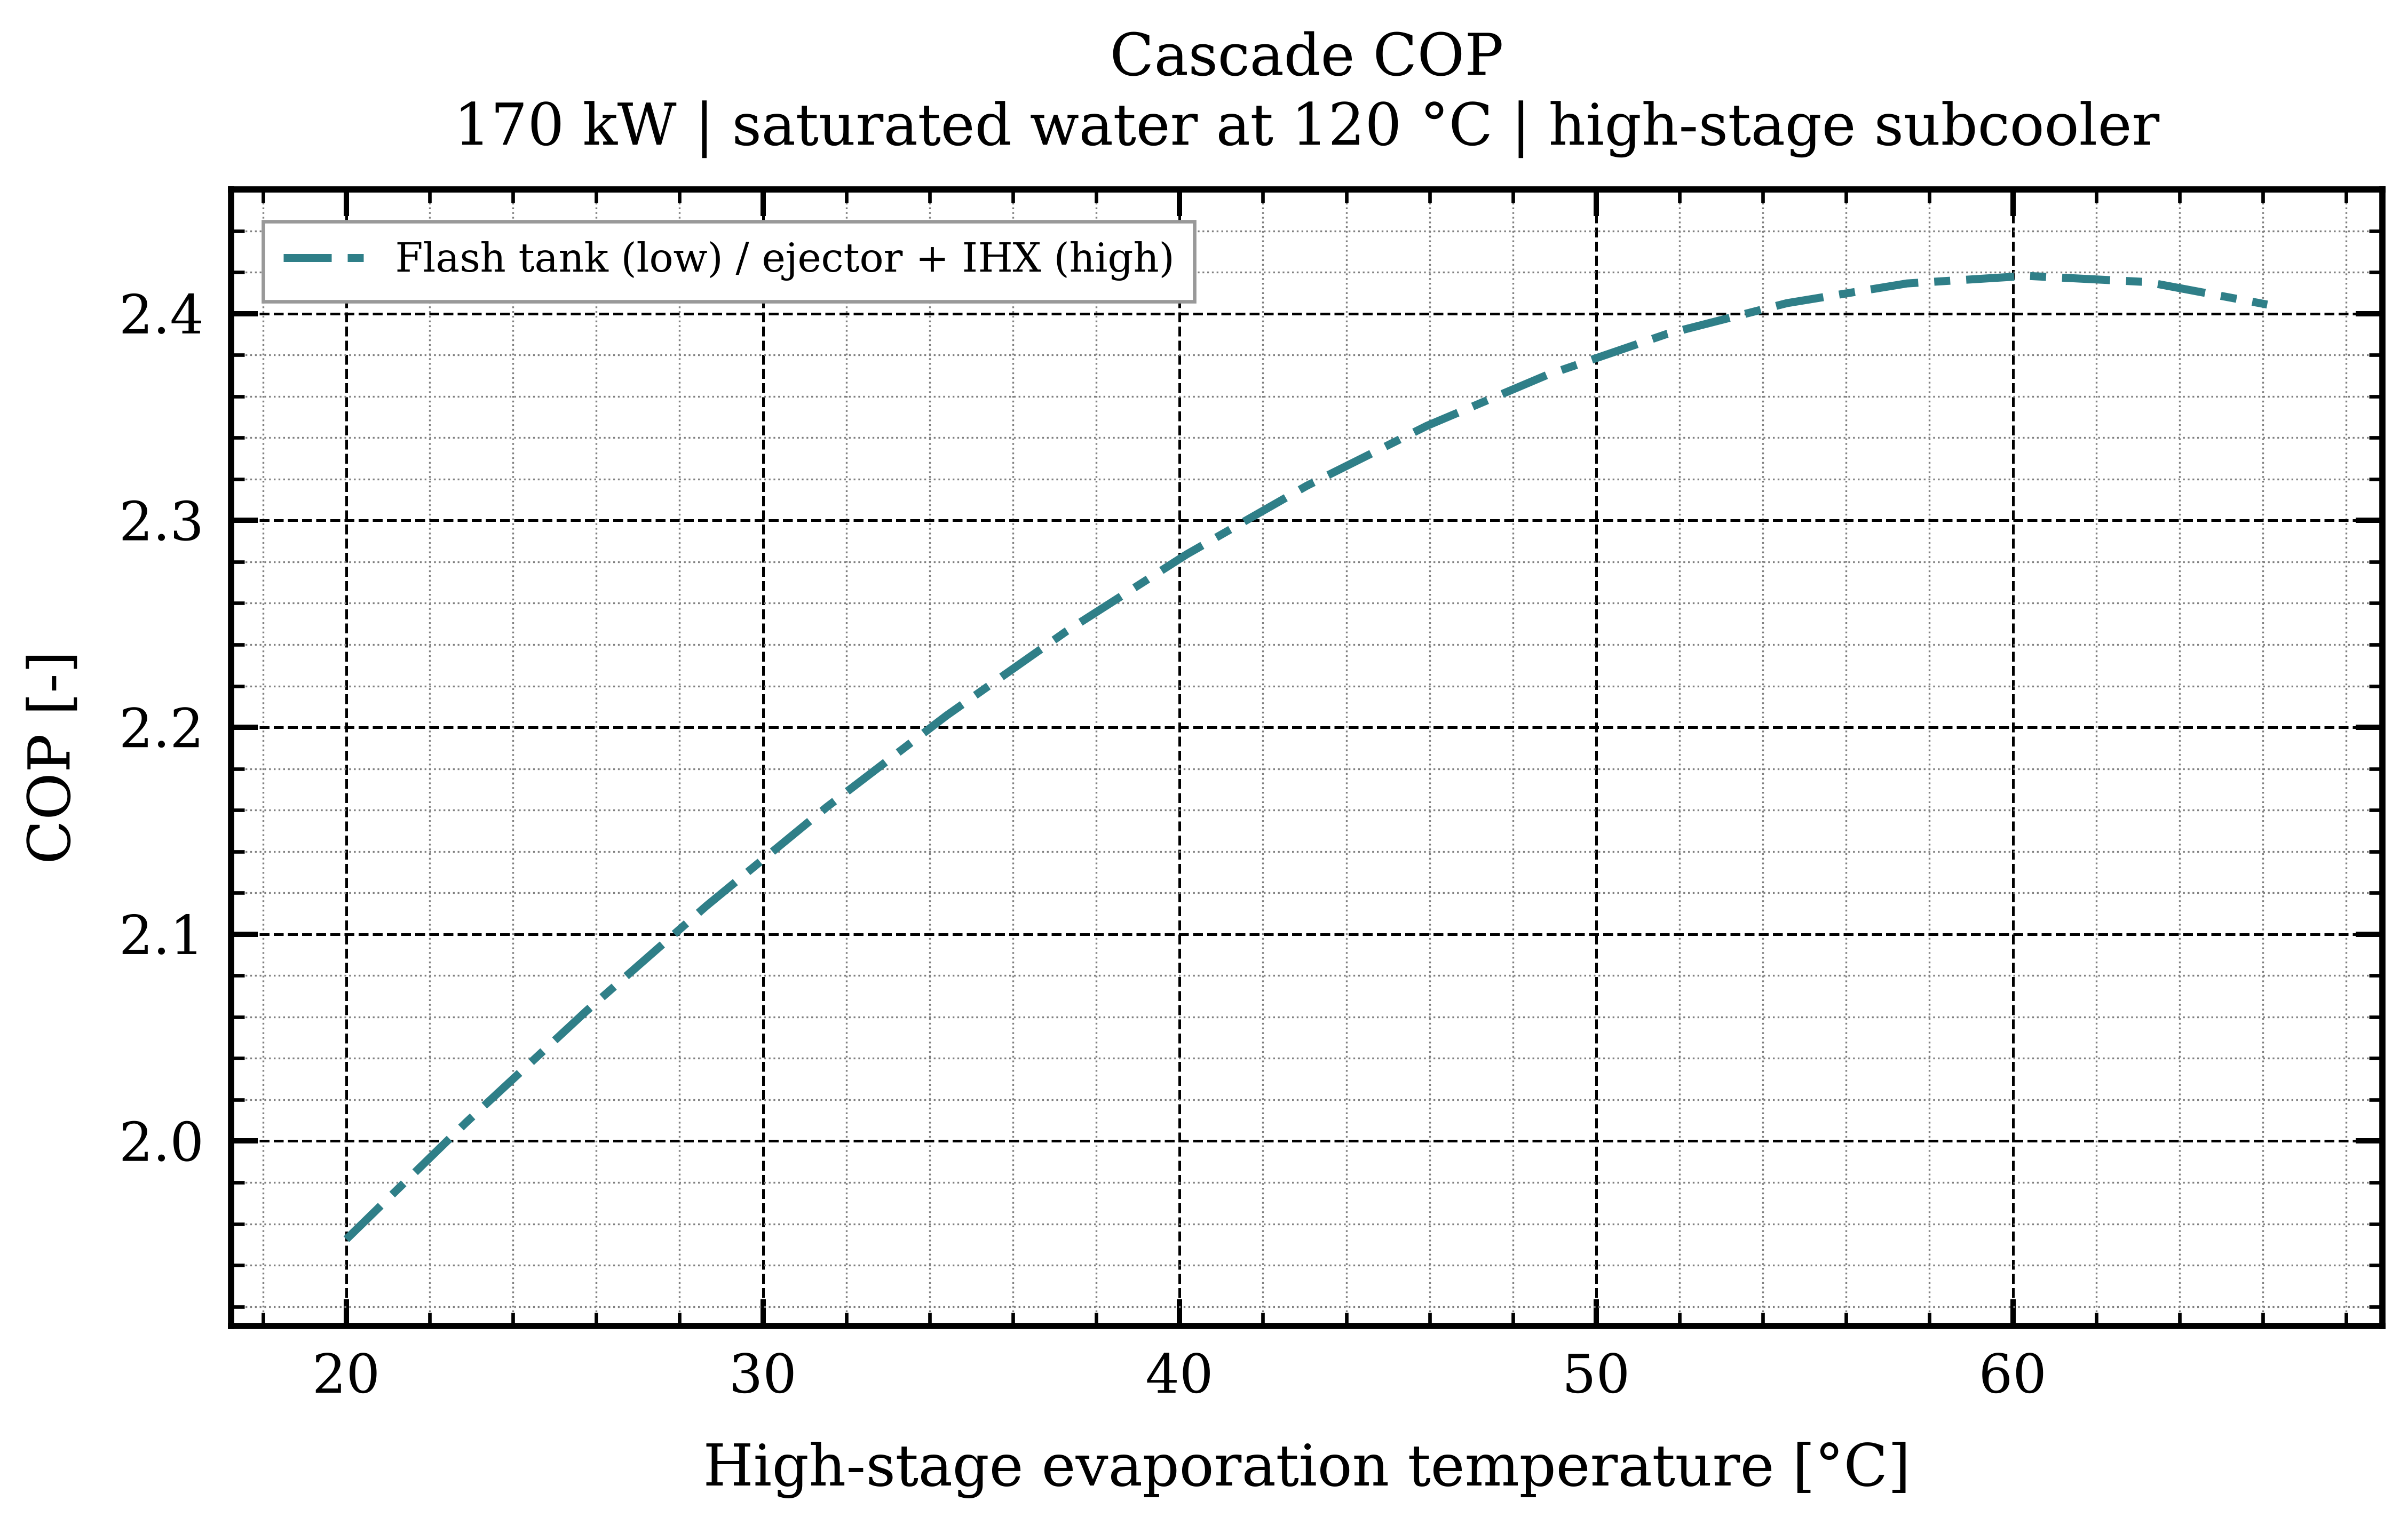 Cascade COP
170 kW | saturated water at 120 °C | high-stage subcooler
Flash tank (low) / ejector + IHX (high)
2.4
2.3
2.2
2.1
2.0
COP [-]
20 30 40 50 60
High-stage evaporation temperature [°C]